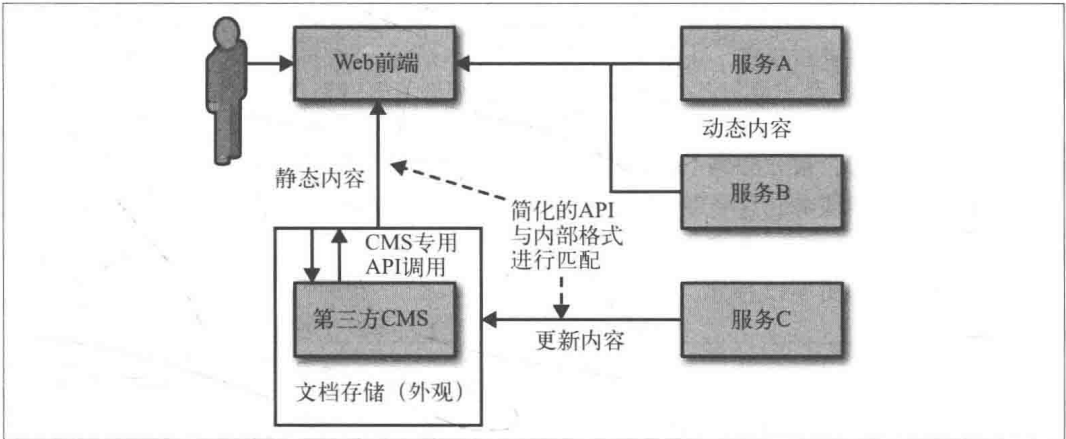 Web前端
服务A
动态内容
静态内容
服务B
简化的API
与内部格式
进行匹配
CMS专用
API调用
第三方CMS
服务C
更新内容
文档存储（外观）